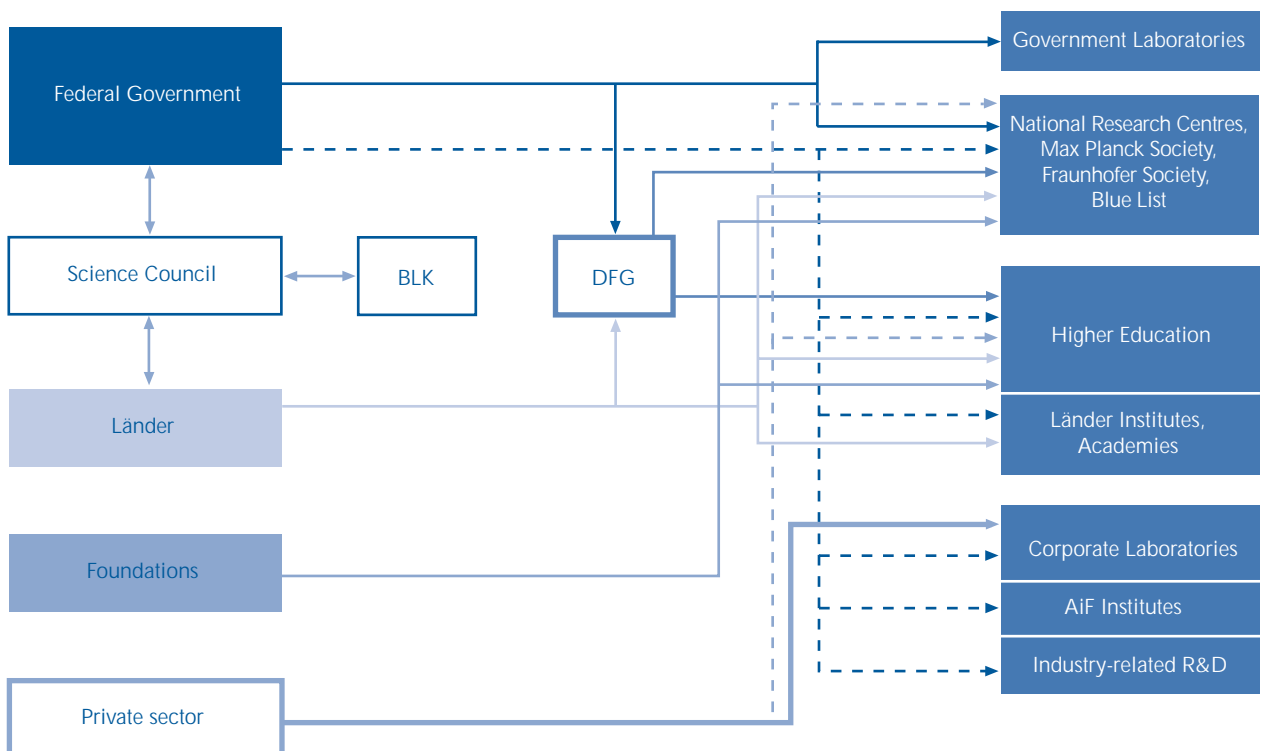 Federal Government
Science Council
BLK
DFG
Länder
Foundations
Private sector
Government Laboratories
National Research Centres,
Max Planck Society,
Fraunhofer Society,
Blue List
Higher Education
Länder Institutes,
Academies
Corporate Laboratories
AiF Institutes
Industry-related R&D